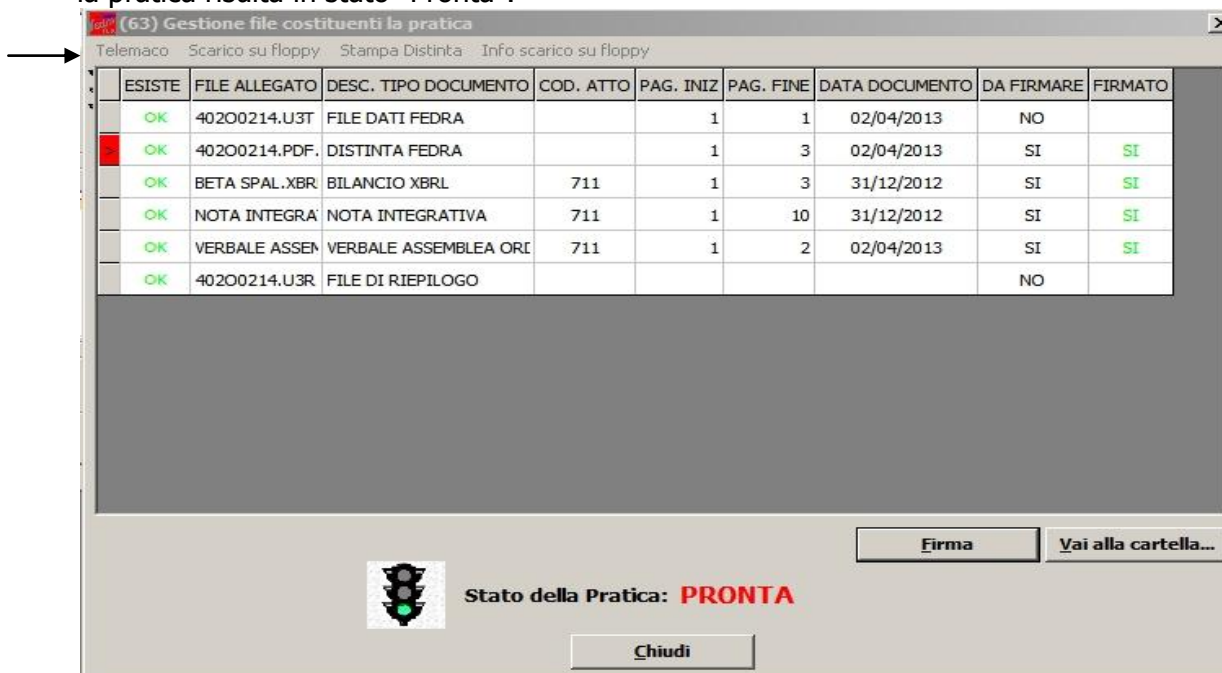 la pratica risulta in stato "Pronta".
(63) Gestione file costituenti la pratica
Telemaco Scarico su floppy Stampa Distinta Info scarico su floppy
ESISTE FILE ALLEGATO DESC. TIPO DOCUMENTO COD. ATTO PAG. INIZ PAG. FINE DATA DOCUMENTO DA FIRMARE FIRMATO
OK 402O0214.U3T FILE DATI FEDRA 1 1 02/04/2013 NO
> OK 402O0214.PDF. DISTINTA FEDRA 1 3 02/04/2013 SI SI
OK BETA SPAL.XBR BILANCIO XBRL 711 1 3 31/12/2012 SI SI
OK NOTA INTEGRA NOTA INTEGRATIVA 711 1 10 31/12/2012 SI SI
OK VERBALE ASSEN VERBALE ASSEMBLEA ORD 711 1 2 02/04/2013 SI SI
OK 402O0214.U3R FILE DI RIEPILOGO NO
Firma Vai alla cartella...
Stato della Pratica: PRONTA
Chiudi